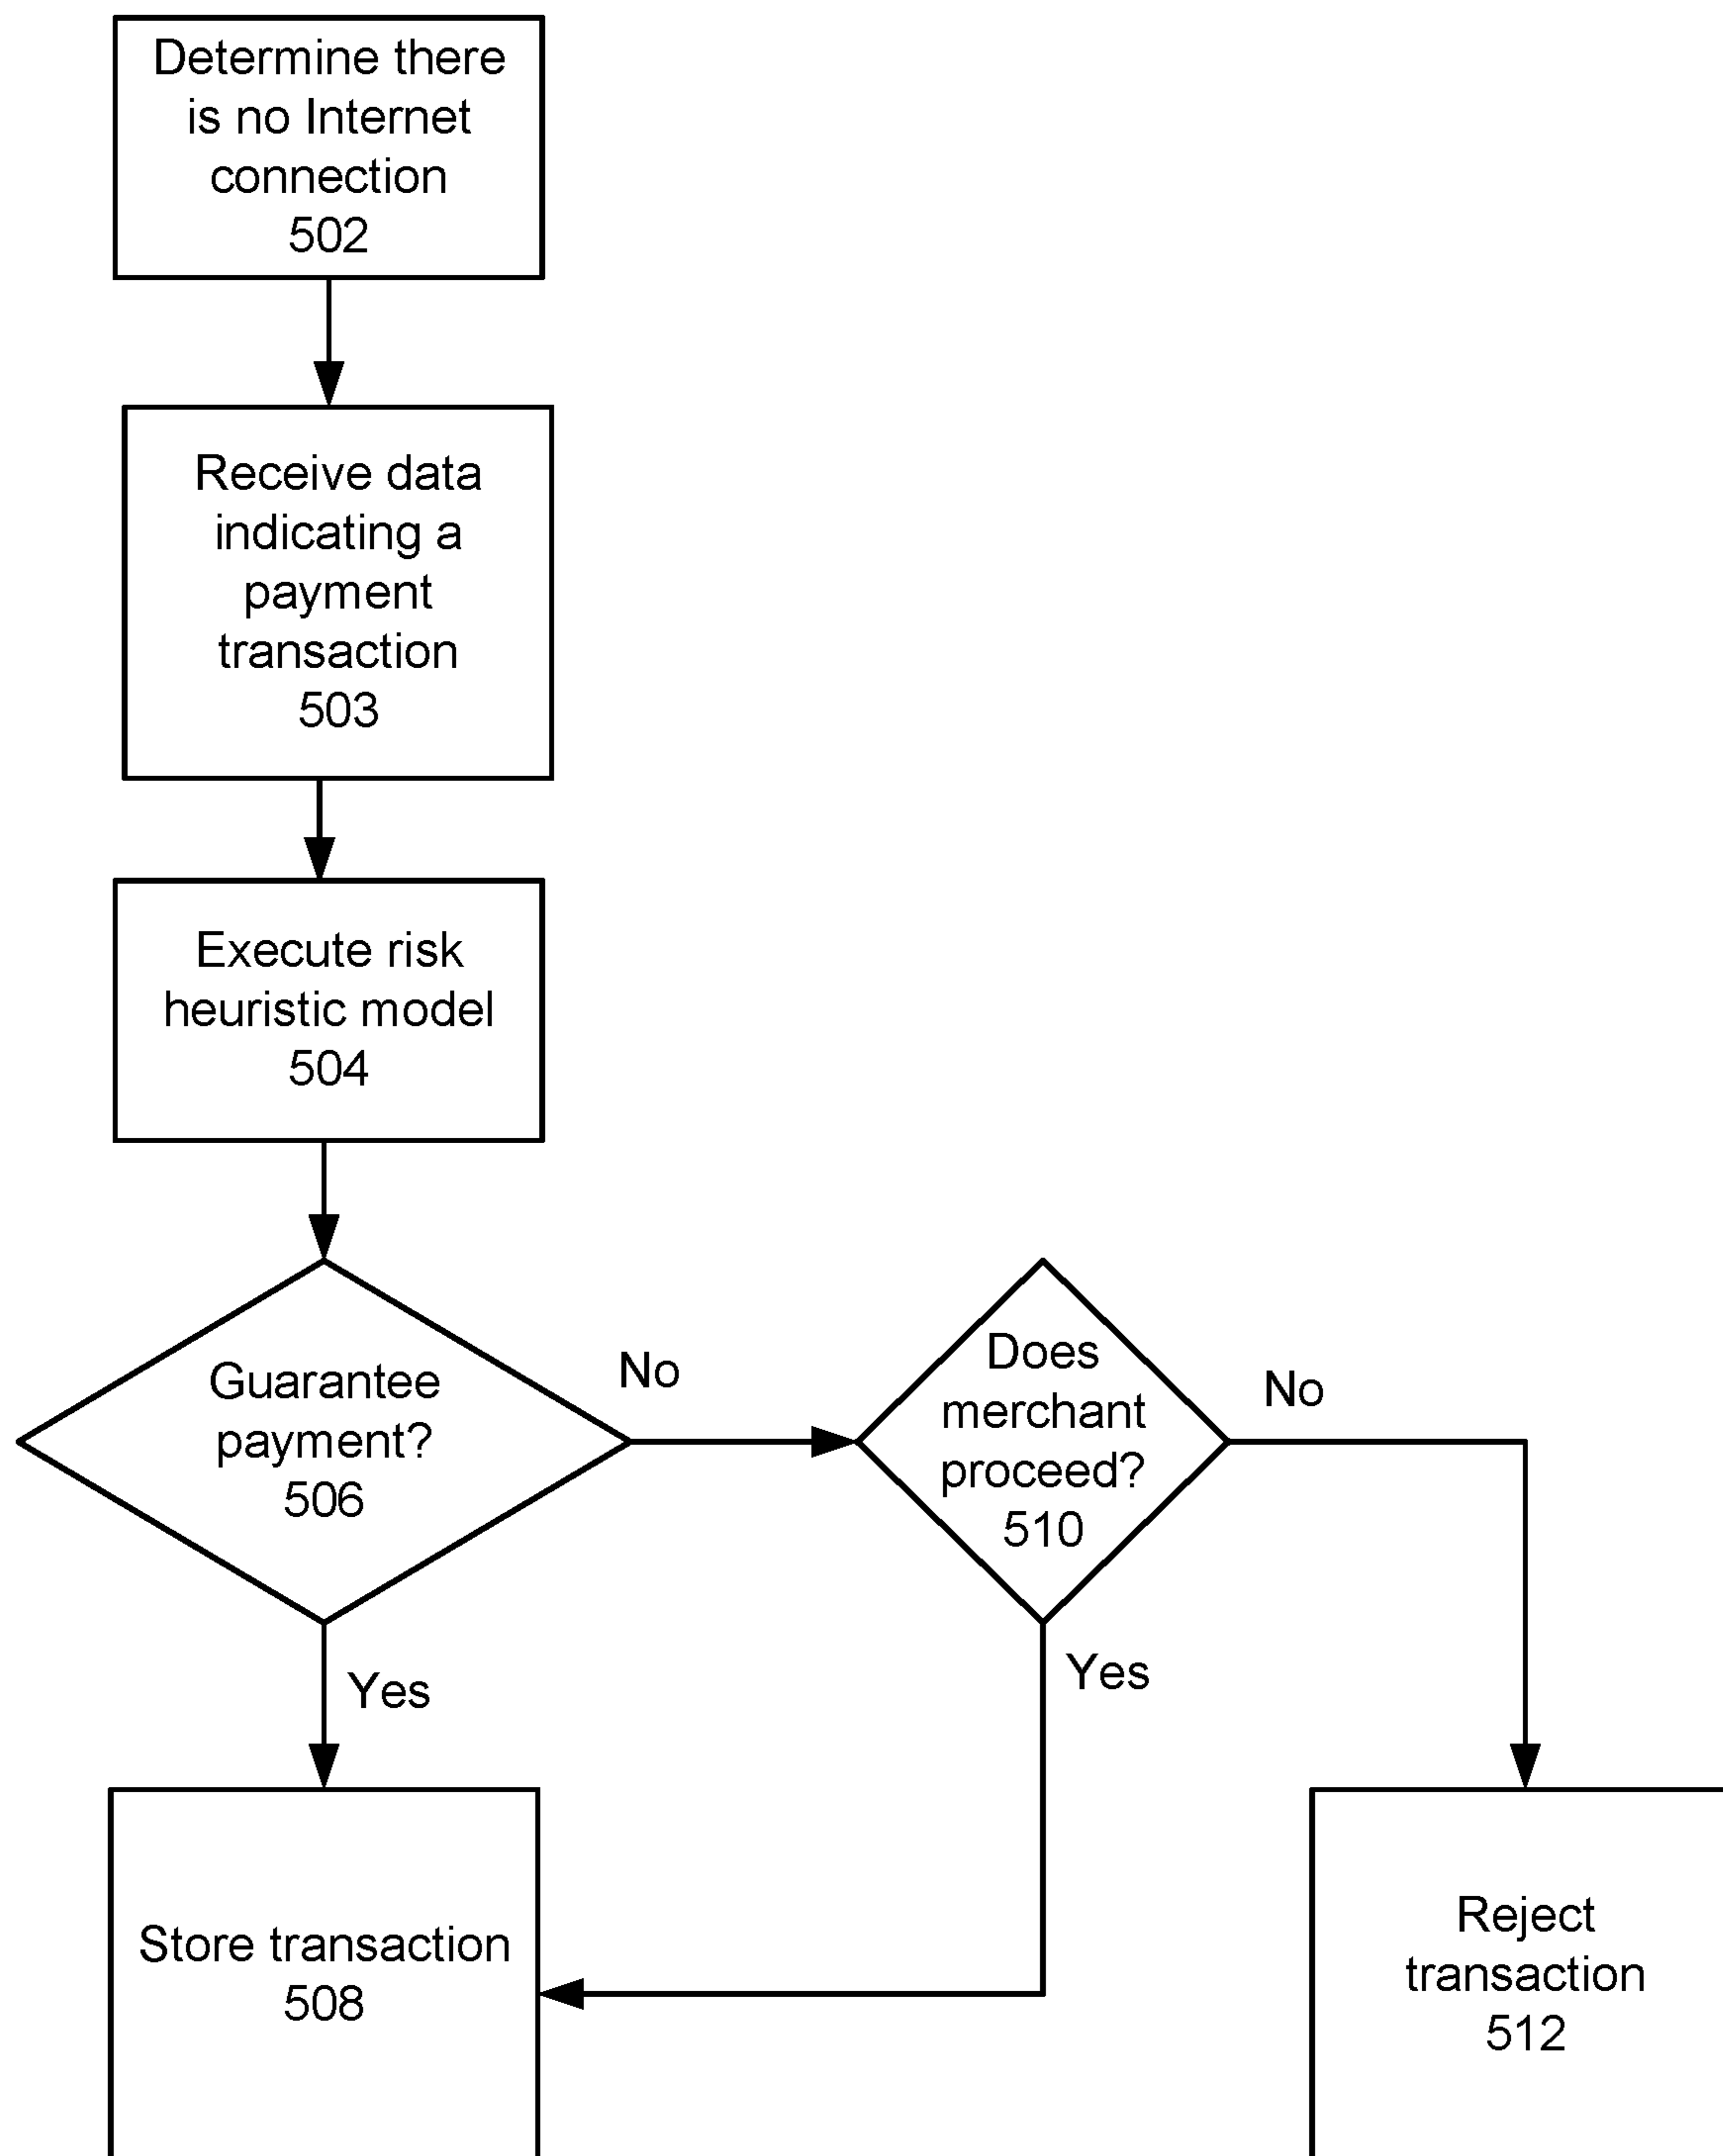 Determine there
is no Internet
connection
502
Receive data
indicating a
payment
transaction
503
Execute risk
heuristic model
504
Guarantee
payment?
506
No
Does
merchant
proceed?
510
No
Yes
Yes
Store transaction
508
Reject
transaction
512